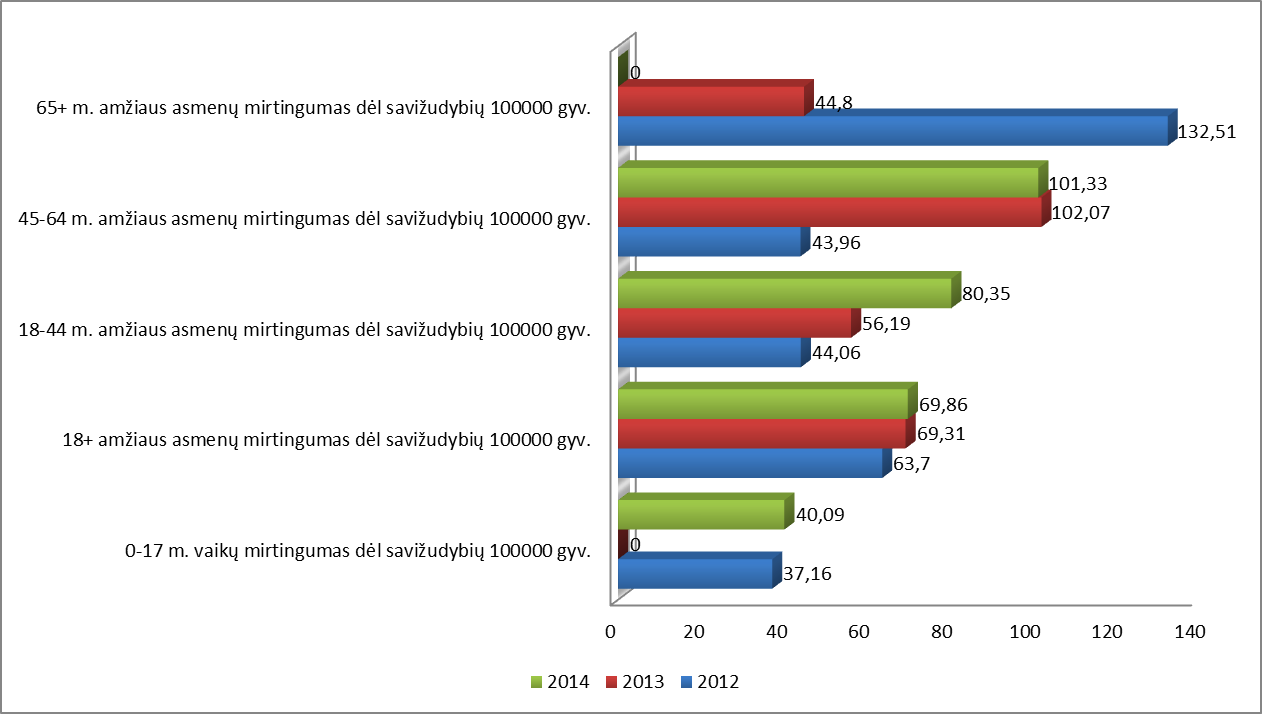 0
65+ m. amžiaus asmenų mirtingumas dėl savižudybių 100000 gyv.
44,8
132,51
101,33
45-64 m. amžiaus asmenų mirtingumas dėl savižudybių 100000 gyv.
102,07
43,96
80,35
18-44 m. amžiaus asmenų mirtingumas dėl savižudybių 100000 gyv.
56,19
44,06
69,86
18+ amžiaus asmenų mirtingumas dėl savižudybių 100000 gyv.
69,31
63,7
40,09
0-17 m. vaikų mirtingumas dėl savižudybių 100000 gyv.
0
37,16
0 20 40 60 80 100 120 140
2014 2013 2012